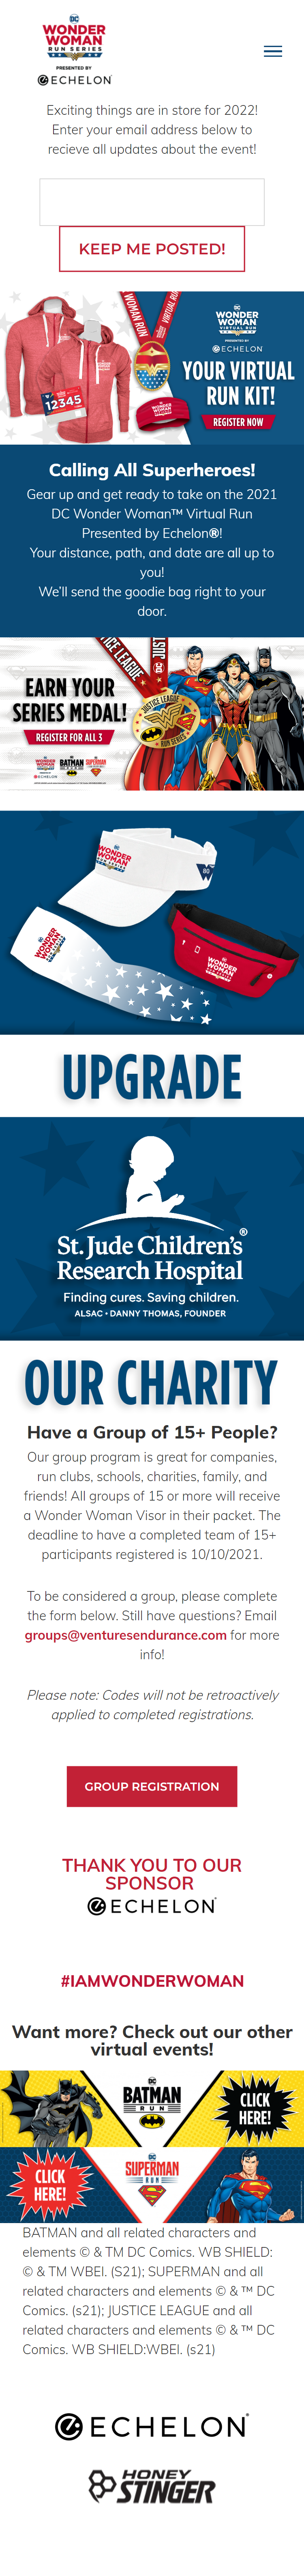 DC
WONDER
WOMAN
RUN SERIES
PRESENTED BY
ECHELON
Exciting things are in store for 2022!
Enter your email address below to
recieve all updates about the event!
KEEP ME POSTED!
WOMAN RUN
VIRTUAL RU
12345
DC
WONDER
WOMAN
VIRTUAL RUN
PRESENTED BY
ECHELON
YOUR VIRTUAL
RUN KIT!
REGISTER NOW
Calling All Superheroes!
Gear up and get ready to take on the 2021
DC Wonder Woman™ Virtual Run
Presented by Echelon®!
Your distance, path, and date are all up to
you!
We'll send the goodie bag right to your
door.
EARN YOUR
SERIES MEDAL!
REGISTER FOR ALL 3
WONDER
WOMAN
BATMAN
SUPERMAN
ECHELON
JUSTICE LEAGUE
RUN SERIES
WONDER
WOMAN
WONDER
WOMAN
WONDER
WOMAN
UPGRADE
St. Jude Children's®
Research Hospital
Finding cures. Saving children.
ALSAC • DANNY THOMAS, FOUNDER
OUR CHARITY
Have a Group of 15+ People?
Our group program is great for companies,
run clubs, schools, charities, family, and
friends! All groups of 15 or more will receive
a Wonder Woman Visor in their packet. The
deadline to have a completed team of 15+
participants registered is 10/10/2021.
To be considered a group, please complete
the form below. Still have questions? Email
groups@venturesendurance.com for more
info!
Please note: Codes will not be retroactively
applied to completed registrations.
GROUP REGISTRATION
THANK YOU TO OUR
SPONSOR
ECHELON
#IAMWONDERWOMAN
Want more? Check out our other
virtual events!
DC
BATMAN
RUN
CLICK
HERE!
CLICK
HERE!
DC
SUPERMAN
RUN
BATMAN and all related characters and
elements © & TM DC Comics. WB SHIELD:
© & TM WBEI. (S21); SUPERMAN and all
related characters and elements © & ™ DC
Comics. (s21); JUSTICE LEAGUE and all
related characters and elements © & ™ DC
Comics. WB SHIELD:WBEI. (s21)
ECHELON®
HONEY
STINGER